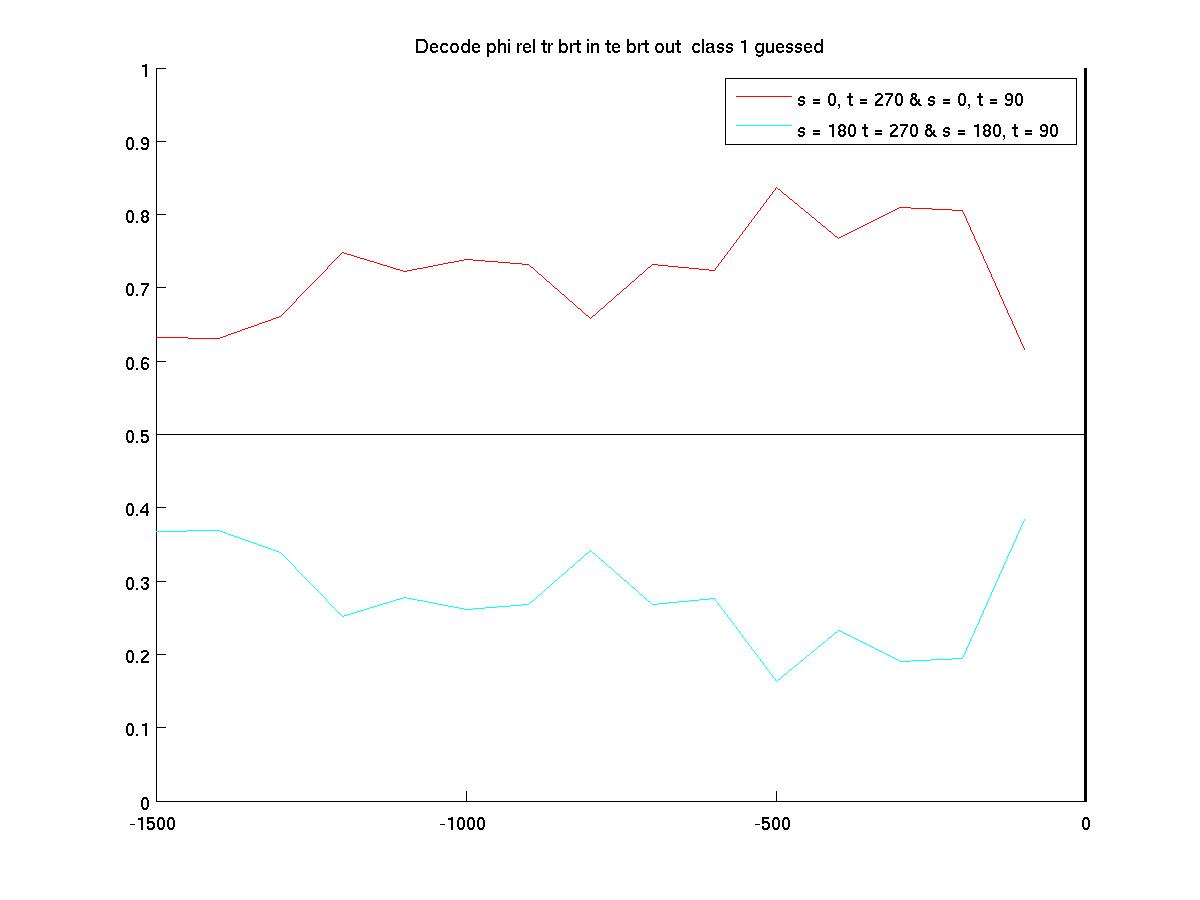 Decode phi rel tr brt in te brt out  class 1 guessed
s = 0, t = 270 & s = 0, t = 90
s = 180 t = 270 & s = 180, t = 90
1
0.9
0.8
0.7
0.6
0.5
0.4
0.3
0.2
0.1
0
-1500 -1000 -500 0